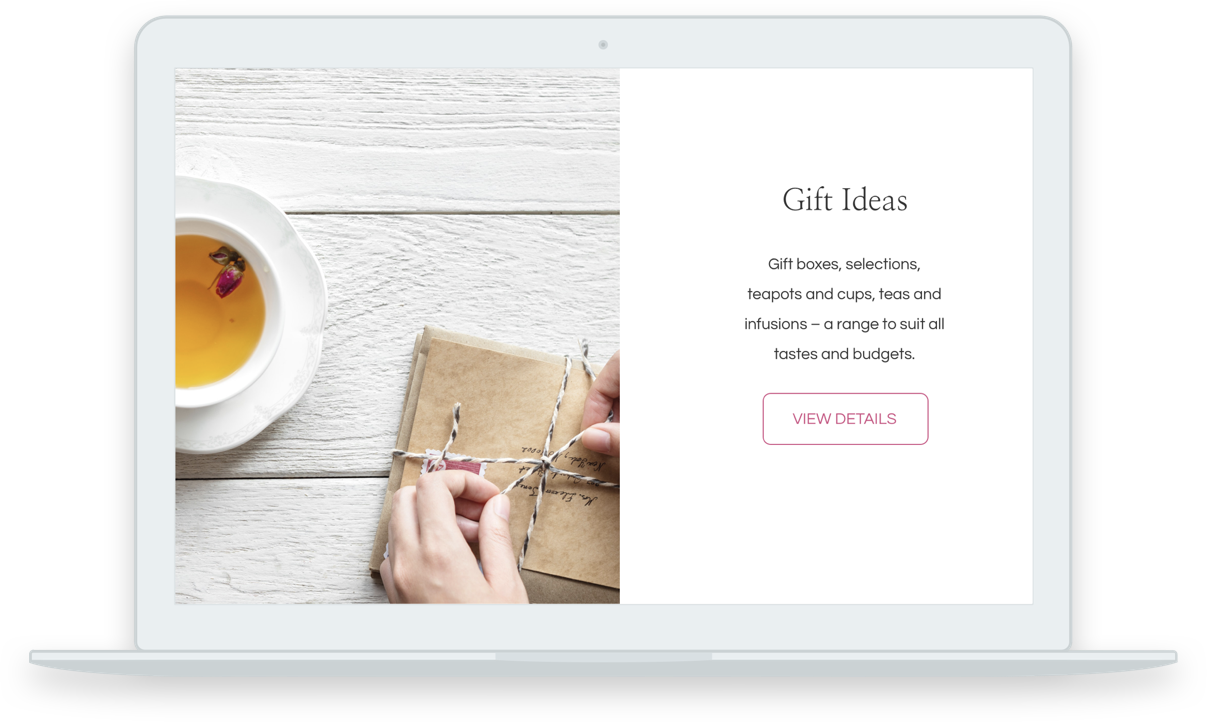 Gift Ideas
Gift boxes, selections,
teapots and cups, teas and
infusions – a range to suit all
tastes and budgets.
VIEW DETAILS